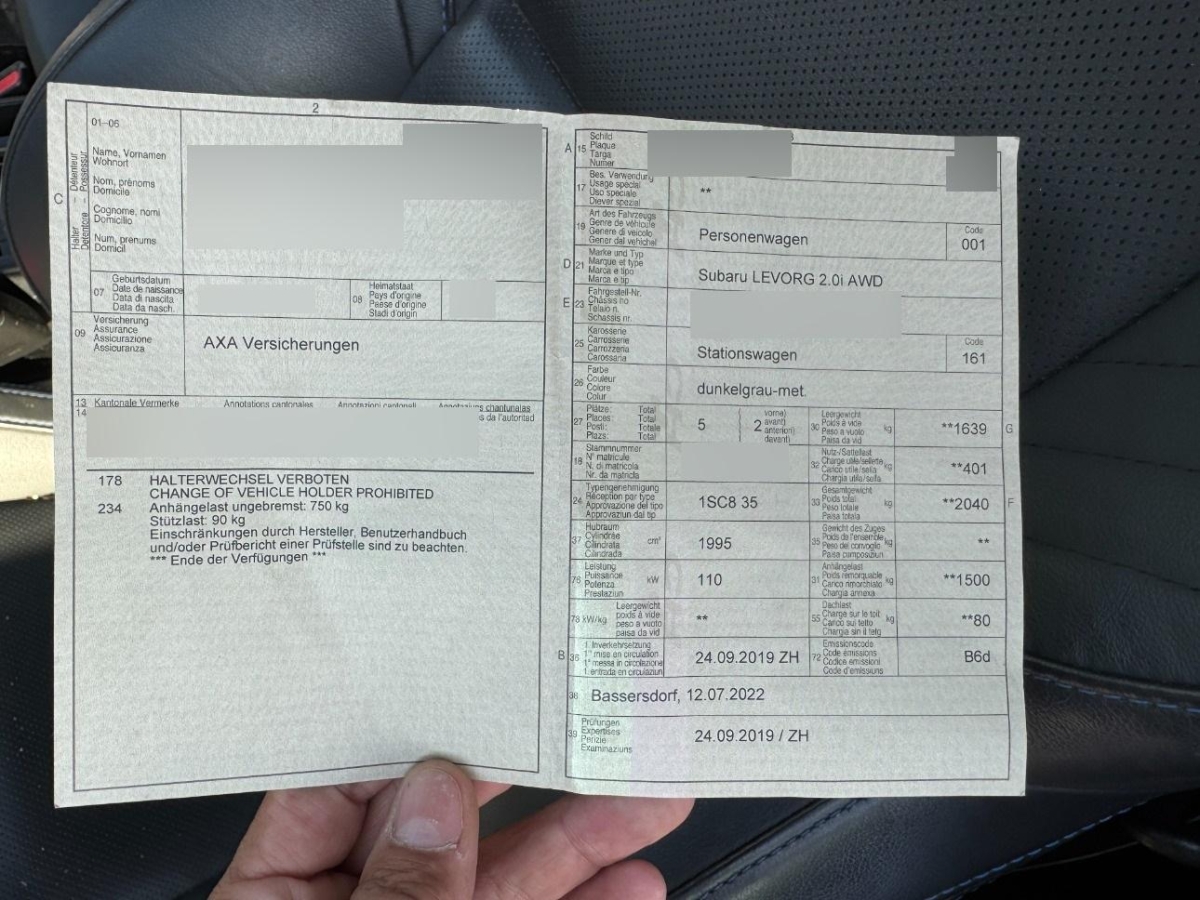 2
01–06
C
Halter – Détenteur
Detentore – Possessur
Name, Vornamen
Wohnort
Nom, prénoms
Domicile
Cognome, nomi
Domicilio
Num, prenums
Domicil
07
Geburtsdatum
Date de naissance
Data di nascita
Data da nasch.
08
Heimatstaat
Pays d'origine
Paese d'origine
Stadi d'origin
09
Versicherung
Assurance
Assicurazione
Assicuranza
AXA Versicherungen
13
14
Kantonale Vermerke
Annotations cantonales
Annotazioni cantonali
Annotaziuns chantunalas
178 HALTERWECHSEL VERBOTEN
CHANGE OF VEHICLE HOLDER PROHIBITED
234 Anhängelast ungebremst: 750 kg
Stützlast: 90 kg
Einschränkungen durch Hersteller, Benutzerhandbuch
und/oder Prüfbericht einer Prüfstelle sind zu beachten.
*** Ende der Verfügungen ***
A
15
Schild
Plaque
Targa
Numer
17
Bes. Verwendung
Usage spécial
Uso speciale
Diever spezial
**
19
Art des Fahrzeugs
Genre de véhicule
Genere di veicolo
Gener dal vehichel
Personenwagen
Code
001
D
21
Marke und Typ
Marque et type
Marca e tipo
Marca e tip
Subaru LEVORG 2.0i AWD
E
23
Fahrgestell-Nr.
Châssis no
Telaio n.
Schassis nr.
25
Karosserie
Carrosserie
Carrozzeria
Carossaria
Stationswagen
Code
161
26
Farbe
Couleur
Colore
Colur
dunkelgrau-met.
27
Plätze: Total
Places: Total
Posti: Totale
Plazs: Total
5
2
vorne)
avant)
anteriori)
davant)
30
Leergewicht
Poids à vide
Peso a vuoto
Paisa da vid
kg
**1639
G
18
Stammnummer
N° matricule
N. di matricola
Nr. da matricla
32
Nutz-/Sattellast
Charge utile/sellette
Carico utile/sella
Chargia utila/sella
kg
**401
24
Typengenehmigung
Réception par type
Approvazione del tipo
Approvaziun dal tip
1SC8 35
33
Gesamtgewicht
Poids total
Peso totale
Paisa totala
kg
**2040
F
37
Hubraum
Cylindrée
Cilindrata
Cilindrada
cm³
1995
35
Gewicht des Zuges
Poids de l'ensemble
Peso del convoglio
Paisa cumposiziun
kg
**
76
Leistung
Puissance
Potenza
Prestaziun
kW
110
31
Anhängelast
Poids remorquable
Carico rimorchiato
Chargia annexa
kg
**1500
78 kW/kg
Leergewicht
poids à vide
peso a vuoto
paisa da vid
**
55
Dachlast
Charge sur le toit
Carico sul tetto
Chargia sin il tetg
kg
**80
B
36
1. Inverkehrsetzung
1re mise en circulation
1a messa in circolazione
1. entrada en circulaziun
24.09.2019 ZH
72
Emissionscode
Code émissions
Codice emissioni
Code d'emissiuns
B6d
38
Bassersdorf, 12.07.2022
39
Prüfungen
Expertises
Perizie
Examinaziuns
24.09.2019 / ZH